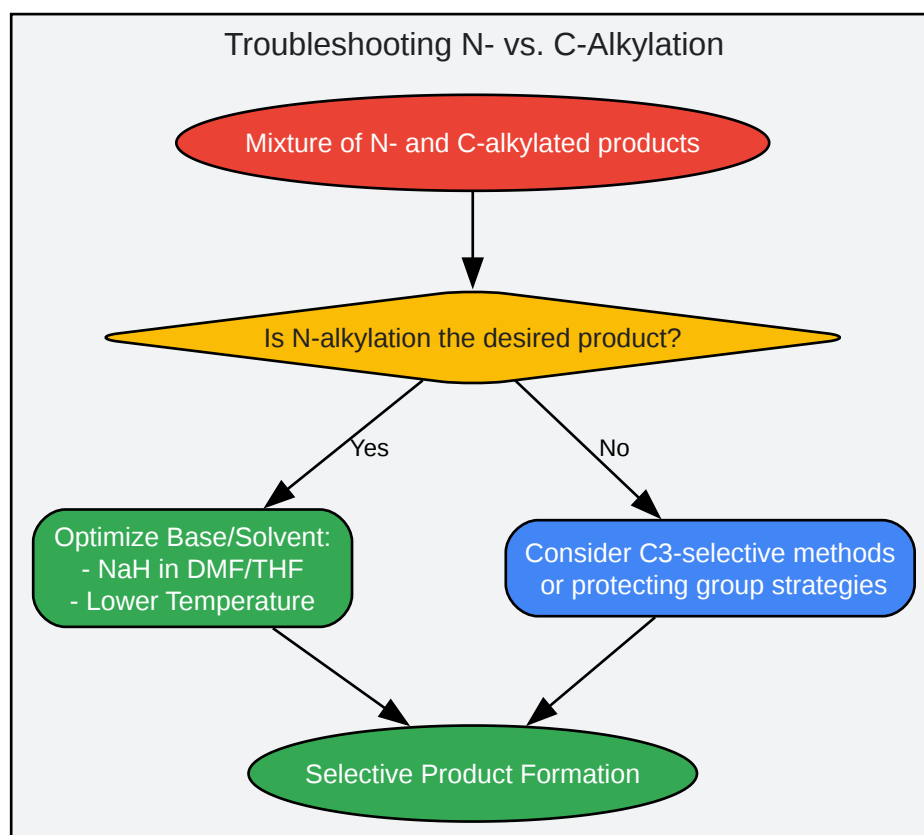 Troubleshooting N- vs. C-Alkylation
Mixture of N- and C-alkylated products
Is N-alkylation the desired product?
Yes
No
Optimize Base/Solvent:
- NaH in DMF/THF
- Lower Temperature
Consider C3-selective methods
or protecting group strategies
Selective Product Formation